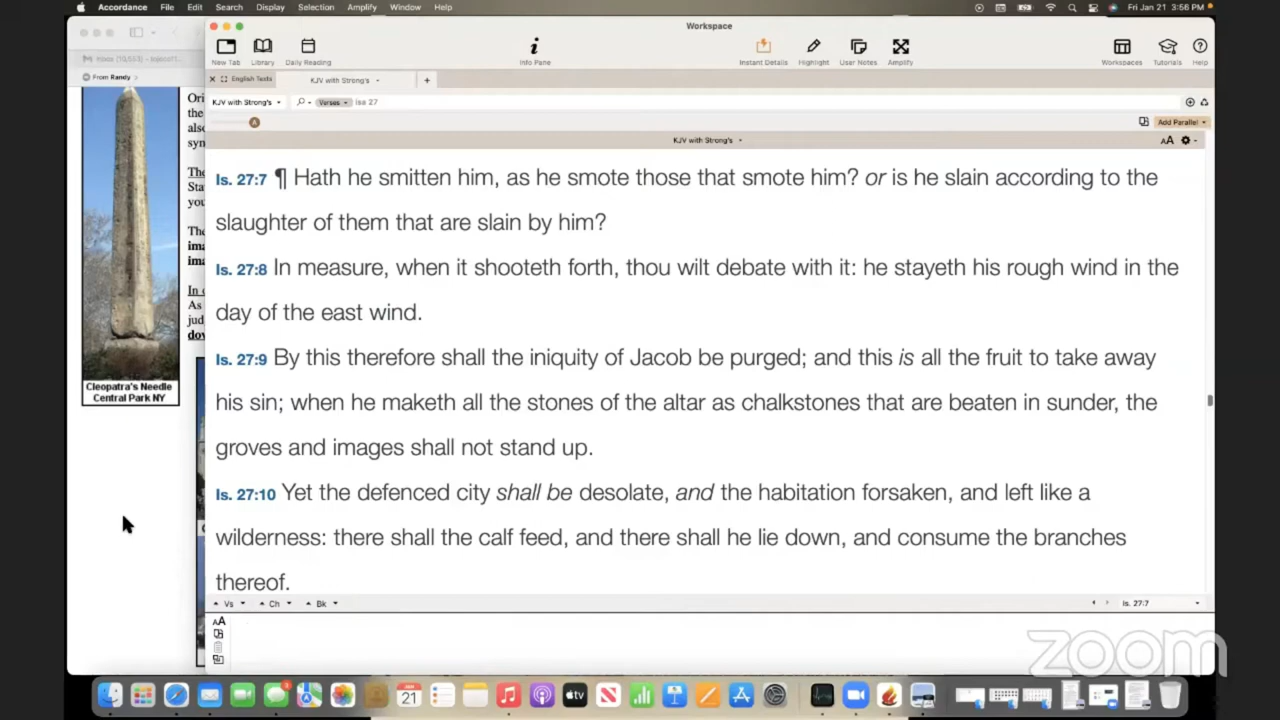 Accordance File Edit Search Display Selection Amplify Window Help Fri Jan 21 3:56 PM
Workspace
New Tab Library Daily Reading Info Pane Instant Details Highlight User Notes Amplify Workspaces Tutorials Help
English Texts KJV with Strong's
From Randy
KJV with Strong's Verses isa 27
A
Add Parallel
KJV with Strong's AA
Is. 27:7 ¶ Hath he smitten him, as he smote those that smote him? or is he slain according to the
slaughter of them that are slain by him?
Is. 27:8 In measure, when it shooteth forth, thou wilt debate with it: he stayeth his rough wind in the
day of the east wind.
Is. 27:9 By this therefore shall the iniquity of Jacob be purged; and this is all the fruit to take away
his sin; when he maketh all the stones of the altar as chalkstones that are beaten in sunder, the
groves and images shall not stand up.
Is. 27:10 Yet the defenced city shall be desolate, and the habitation forsaken, and left like a
wilderness: there shall the calf feed, and there shall he lie down, and consume the branches
thereof.
Cleopatra's Needle
Central Park NY
Vs Ch Bk Is. 27:7
AA
zoom
JAN
21
tv